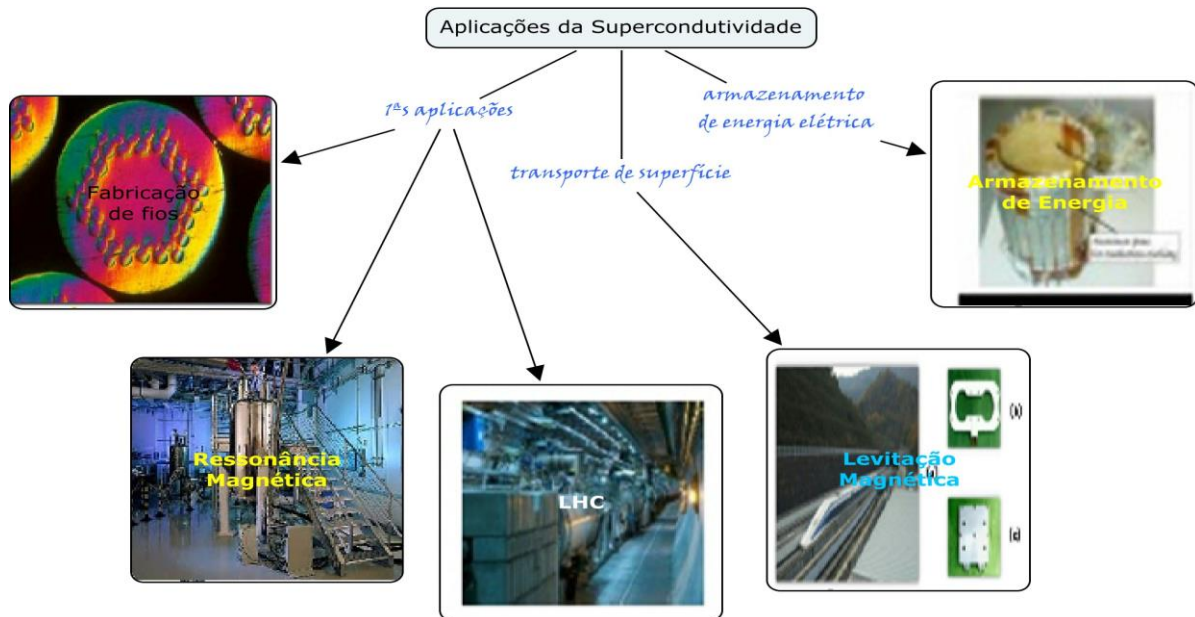 Aplicações da Supercondutividade
1ªs aplicações
armazenamento
de energia elétrica
transporte de superfície
Fabricação
de fios
Armazenamento
de Energia
Ressonância
Magnética
LHC
Levitação
Magnética